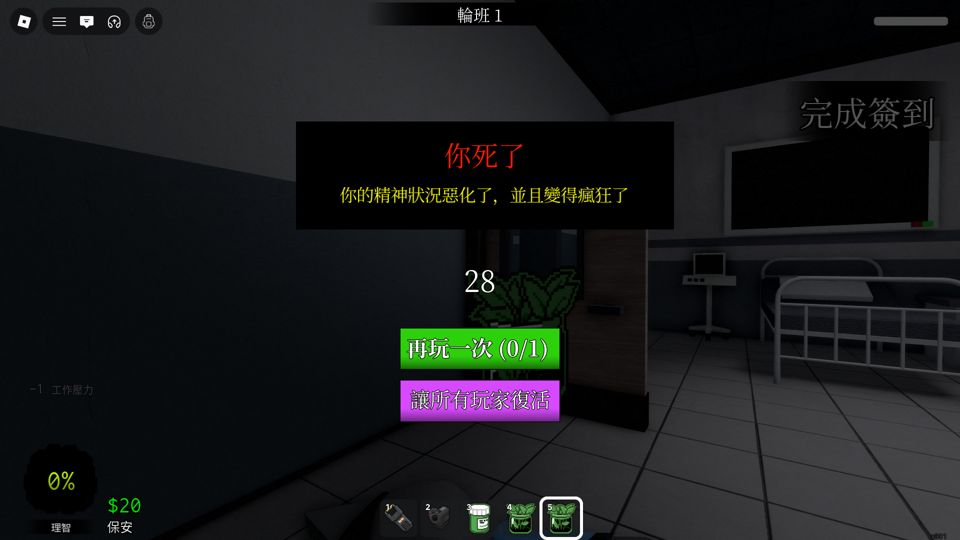 輪班 1
完成簽到
你死了
你的精神狀況惡化了，並且變得瘋狂了
28
再玩一次 (0/1)
讓所有玩家復活
-1 工作壓力
0%
理智
$20
保安
1
2
3
4
5